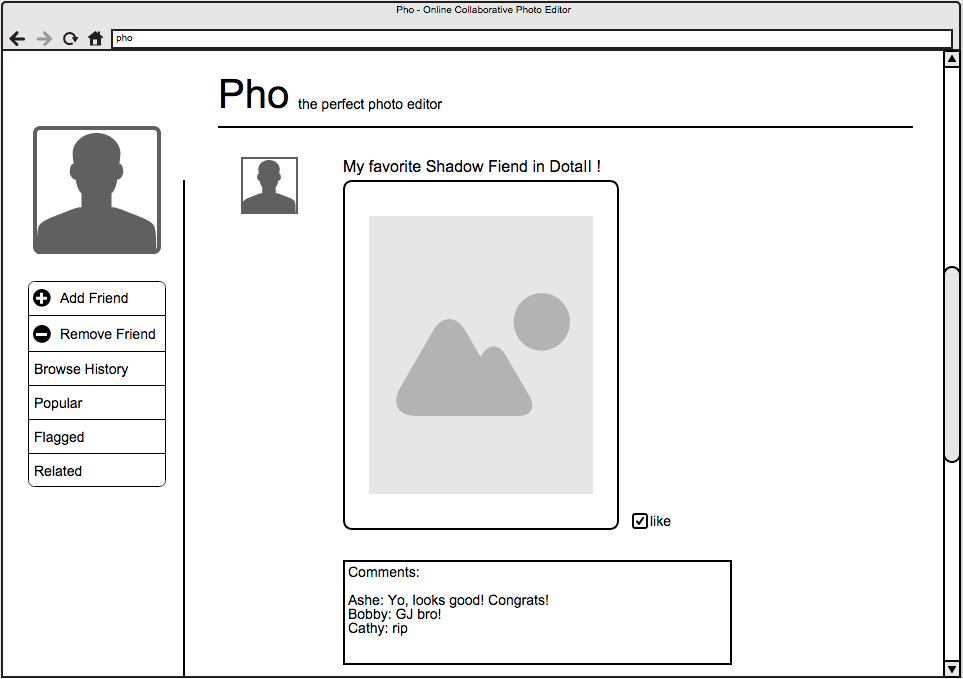 Pho - Online Collaborative Photo Editor
pho
Pho the perfect photo editor
Add Friend
Remove Friend
Browse History
Popular
Flagged
Related
My favorite Shadow Fiend in DotaII !
like
Comments:
Ashe: Yo, looks good! Congrats!
Bobby: GJ bro!
Cathy: rip